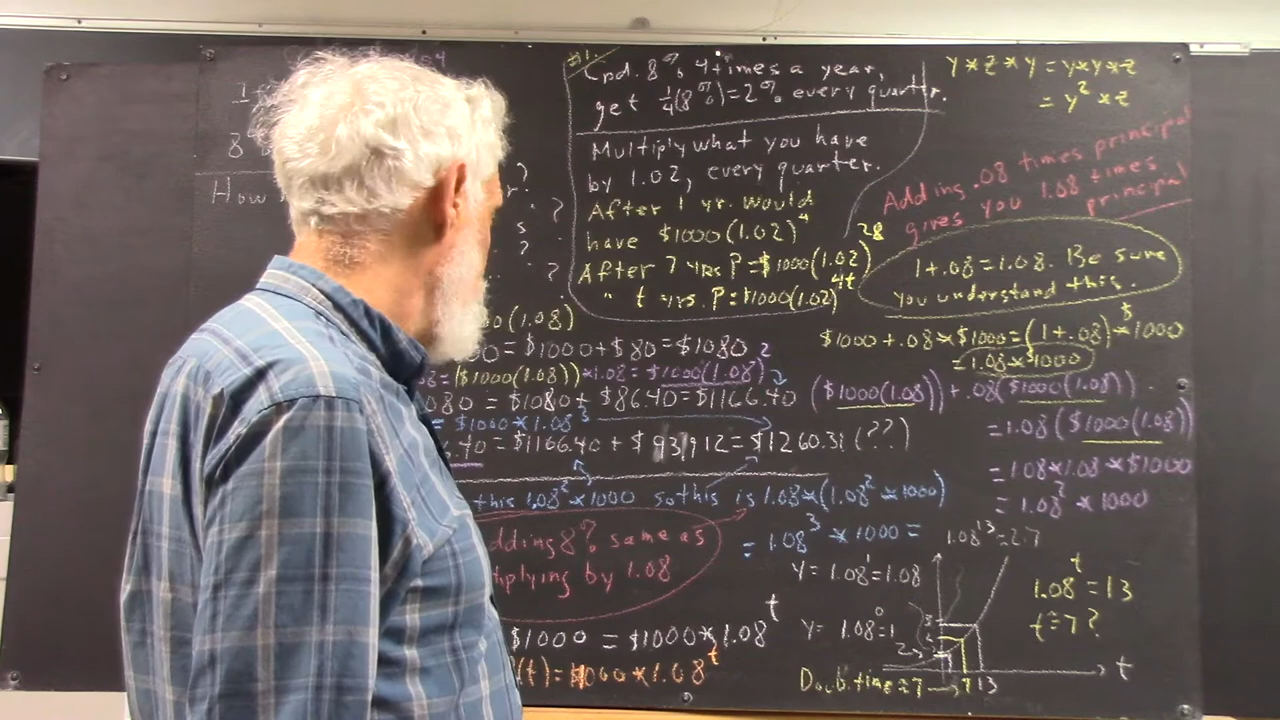 How
?
s ?
?
?
#1.
Cpd. 8%, 4 times a year,
get 1/4(8%)=2% every quarter.
Multiply what you have
by 1.02, every quarter.
After 1 yr. would
have $1000(1.02)^4
After 7 yrs P=$1000(1.02)^28
" t yrs. P=$1000(1.02)^4t
y*z*y=y*y*z
=y^2*z
Adding .08 times principal
gives you 1.08 times
principal
1+.08=1.08. Be sure
you understand this.
$1000+.08*$1000=(1+.08)*$1000
=1.08*$1000
(1.08)
=$1000+$80=$1080
=($1000(1.08))*1.08=$1000(1.08)^2
080=$1080+$86.40=$1166.40
($1000(1.08))+.08($1000(1.08))
=1.08($1000(1.08))
=1.08*1.08*$1000
=1.08^2*1000
=$1000*1.08^3
.40=$1166.40+$93.912=$1260.31(??)
this 1.08^2*1000 so this is 1.08*(1.08^2*1000)
=1.08^3*1000=
dding 8% same as
tiplying by 1.08
1.08^13=2.7
y=1.08^1=1.08
y=1.08^0=1
1.08^t=13
t≅7?
$1000=$1000*1.08^t
(t)=$1000*1.08^t
2
Doub.time≅7
7 13
t